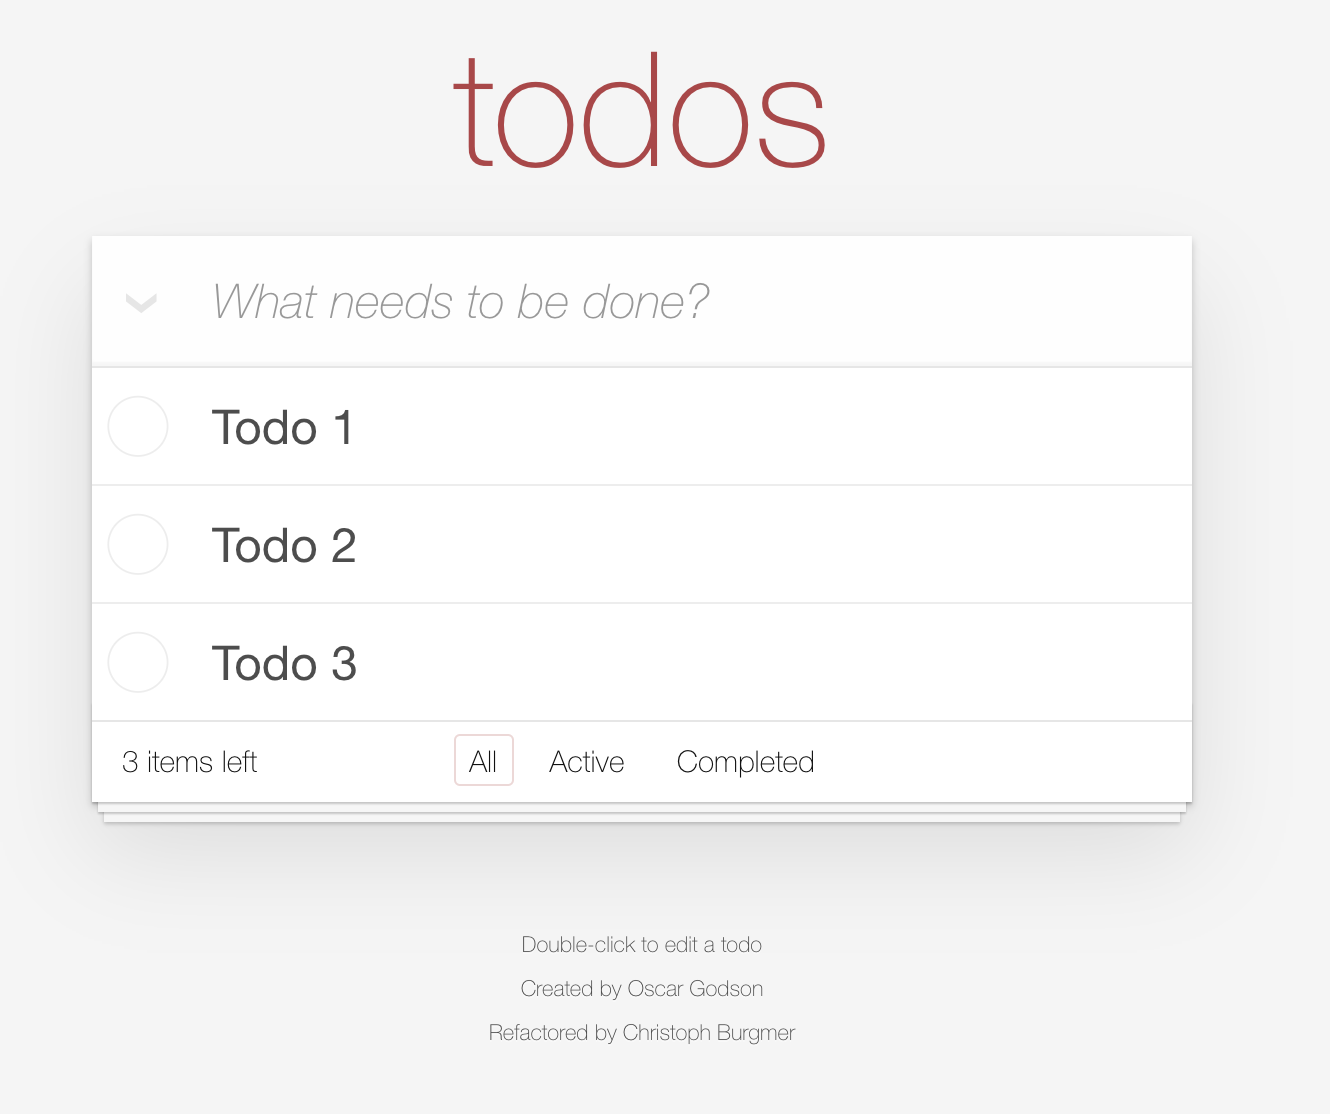 todos
What needs to be done?
Todo 1
Todo 2
Todo 3
3 items left All Active Completed
Double-click to edit a todo
Created by Oscar Godson
Refactored by Christoph Burgmer